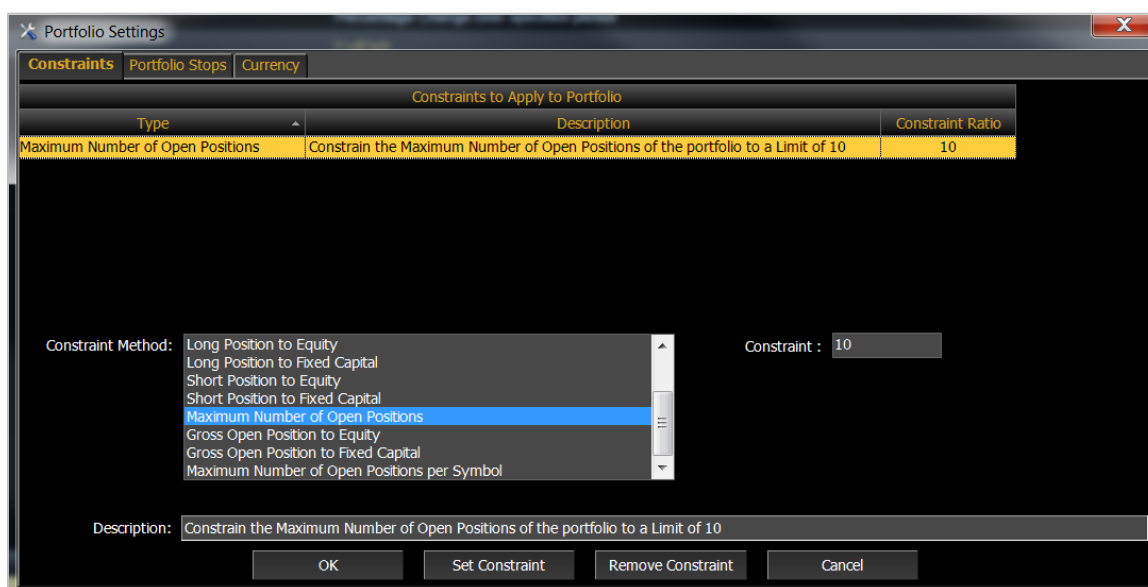 Percentage Change over specified period
Portfolio Settings
X
Constraints Portfolio Stops Currency
Constraints to Apply to Portfolio
Type Description Constraint Ratio
Maximum Number of Open Positions Constrain the Maximum Number of Open Positions of the portfolio to a Limit of 10 10
Constraint Method: Long Position to Equity Constraint : 10
Long Position to Fixed Capital
Short Position to Equity
Short Position to Fixed Capital
Maximum Number of Open Positions
Gross Open Position to Equity
Gross Open Position to Fixed Capital
Maximum Number of Open Positions per Symbol
Description: Constrain the Maximum Number of Open Positions of the portfolio to a Limit of 10
OK Set Constraint Remove Constraint Cancel